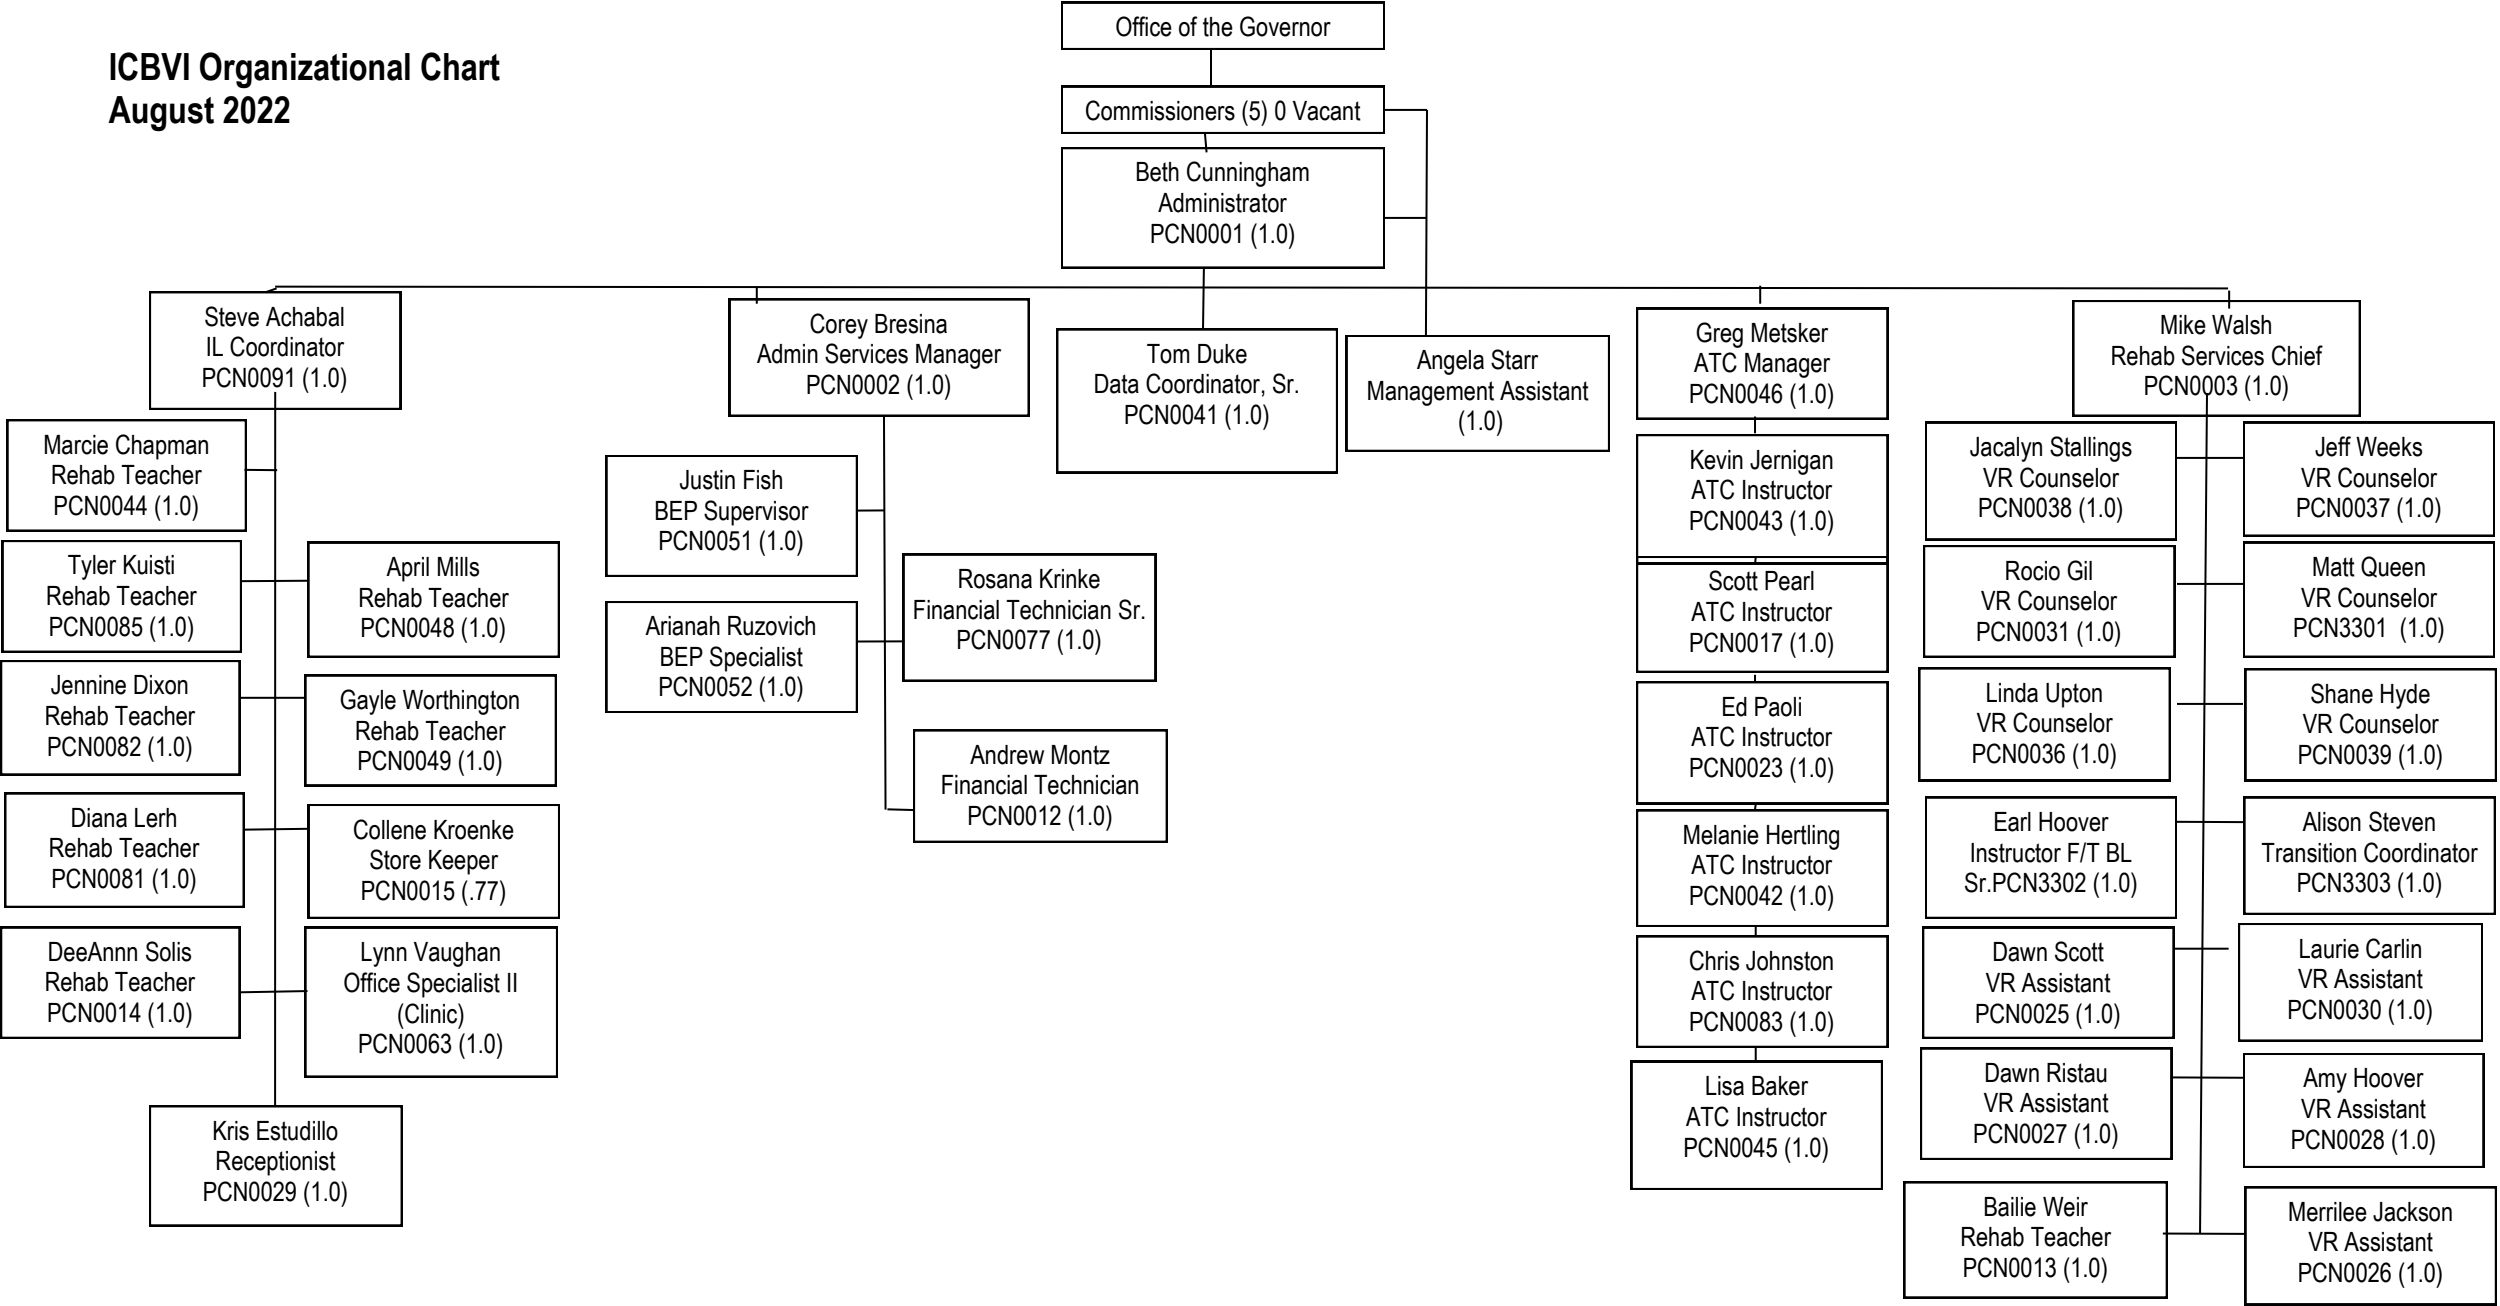 ICBVI Organizational Chart
August 2022
Office of the Governor
Commissioners (5) 0 Vacant
Beth Cunningham
Administrator
PCN0001 (1.0)
Steve Achabal
IL Coordinator
PCN0091 (1.0)
Marcie Chapman
Rehab Teacher
PCN0044 (1.0)
Tyler Kuisti
Rehab Teacher
PCN0085 (1.0)
April Mills
Rehab Teacher
PCN0048 (1.0)
Jennine Dixon
Rehab Teacher
PCN0082 (1.0)
Gayle Worthington
Rehab Teacher
PCN0049 (1.0)
Diana Lerh
Rehab Teacher
PCN0081 (1.0)
Collene Kroenke
Store Keeper
PCN0015 (.77)
DeeAnnn Solis
Rehab Teacher
PCN0014 (1.0)
Lynn Vaughan
Office Specialist II
(Clinic)
PCN0063 (1.0)
Kris Estudillo
Receptionist
PCN0029 (1.0)
Corey Bresina
Admin Services Manager
PCN0002 (1.0)
Justin Fish
BEP Supervisor
PCN0051 (1.0)
Rosana Krinke
Financial Technician Sr.
PCN0077 (1.0)
Arianah Ruzovich
BEP Specialist
PCN0052 (1.0)
Andrew Montz
Financial Technician
PCN0012 (1.0)
Tom Duke
Data Coordinator, Sr.
PCN0041 (1.0)
Angela Starr
Management Assistant
(1.0)
Greg Metsker
ATC Manager
PCN0046 (1.0)
Kevin Jernigan
ATC Instructor
PCN0043 (1.0)
Scott Pearl
ATC Instructor
PCN0017 (1.0)
Ed Paoli
ATC Instructor
PCN0023 (1.0)
Melanie Hertling
ATC Instructor
PCN0042 (1.0)
Chris Johnston
ATC Instructor
PCN0083 (1.0)
Lisa Baker
ATC Instructor
PCN0045 (1.0)
Mike Walsh
Rehab Services Chief
PCN0003 (1.0)
Jacalyn Stallings
VR Counselor
PCN0038 (1.0)
Jeff Weeks
VR Counselor
PCN0037 (1.0)
Rocio Gil
VR Counselor
PCN0031 (1.0)
Matt Queen
VR Counselor
PCN3301 (1.0)
Linda Upton
VR Counselor
PCN0036 (1.0)
Shane Hyde
VR Counselor
PCN0039 (1.0)
Earl Hoover
Instructor F/T BL
Sr.PCN3302 (1.0)
Alison Steven
Transition Coordinator
PCN3303 (1.0)
Dawn Scott
VR Assistant
PCN0025 (1.0)
Laurie Carlin
VR Assistant
PCN0030 (1.0)
Dawn Ristau
VR Assistant
PCN0027 (1.0)
Amy Hoover
VR Assistant
PCN0028 (1.0)
Bailie Weir
Rehab Teacher
PCN0013 (1.0)
Merrilee Jackson
VR Assistant
PCN0026 (1.0)